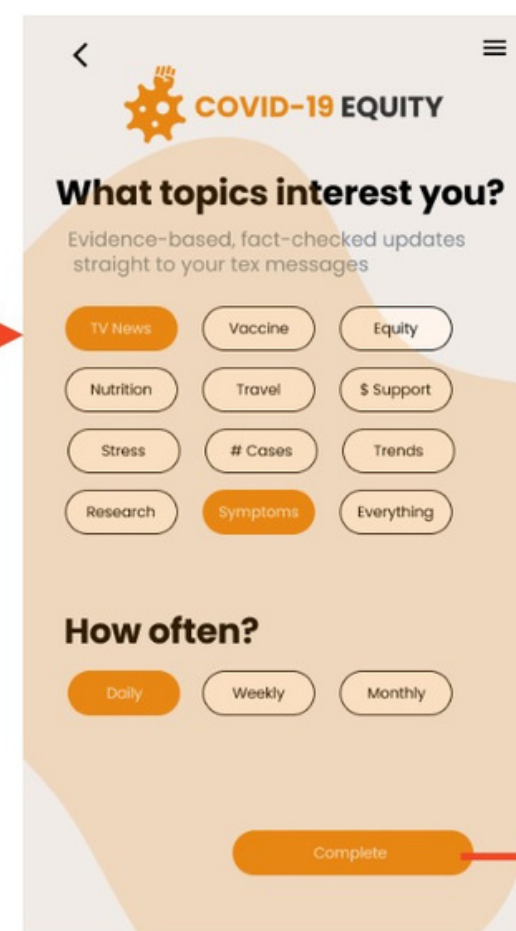 COVID-19 EQUITY
What topics interest you?
Evidence-based, fact-checked updates
straight to your tex messages
TV News Vaccine Equity
Nutrition Travel $ Support
Stress # Cases Trends
Research Symptoms Everything
How often?
Daily Weekly Monthly
Complete